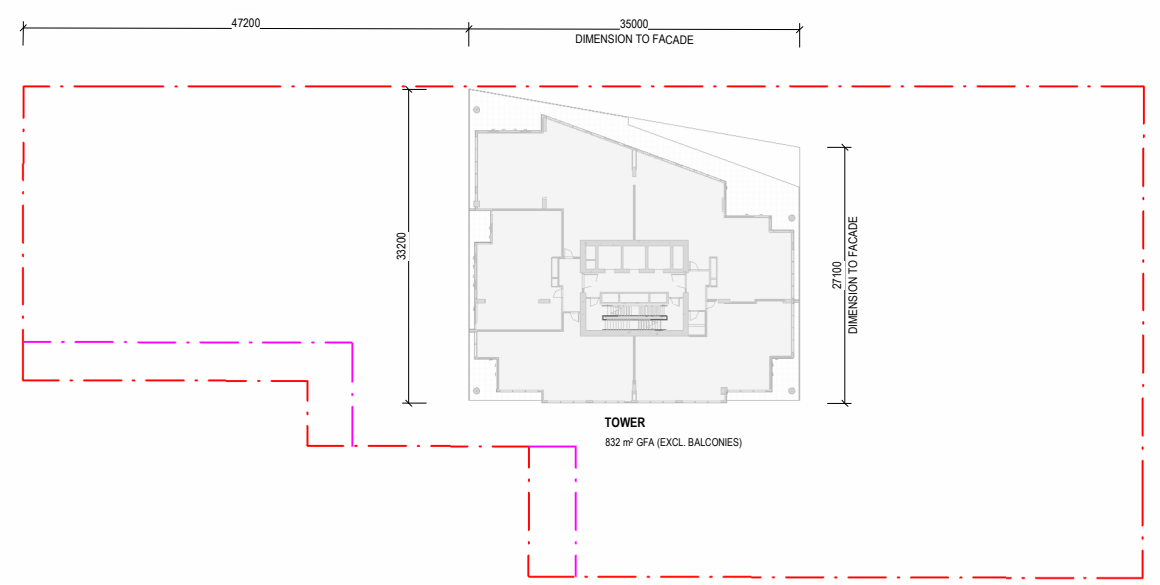 47200
35000
DIMENSION TO FACADE
33200
27100
DIMENSION TO FACADE
TOWER
832 m² GFA (EXCL. BALCONIES)